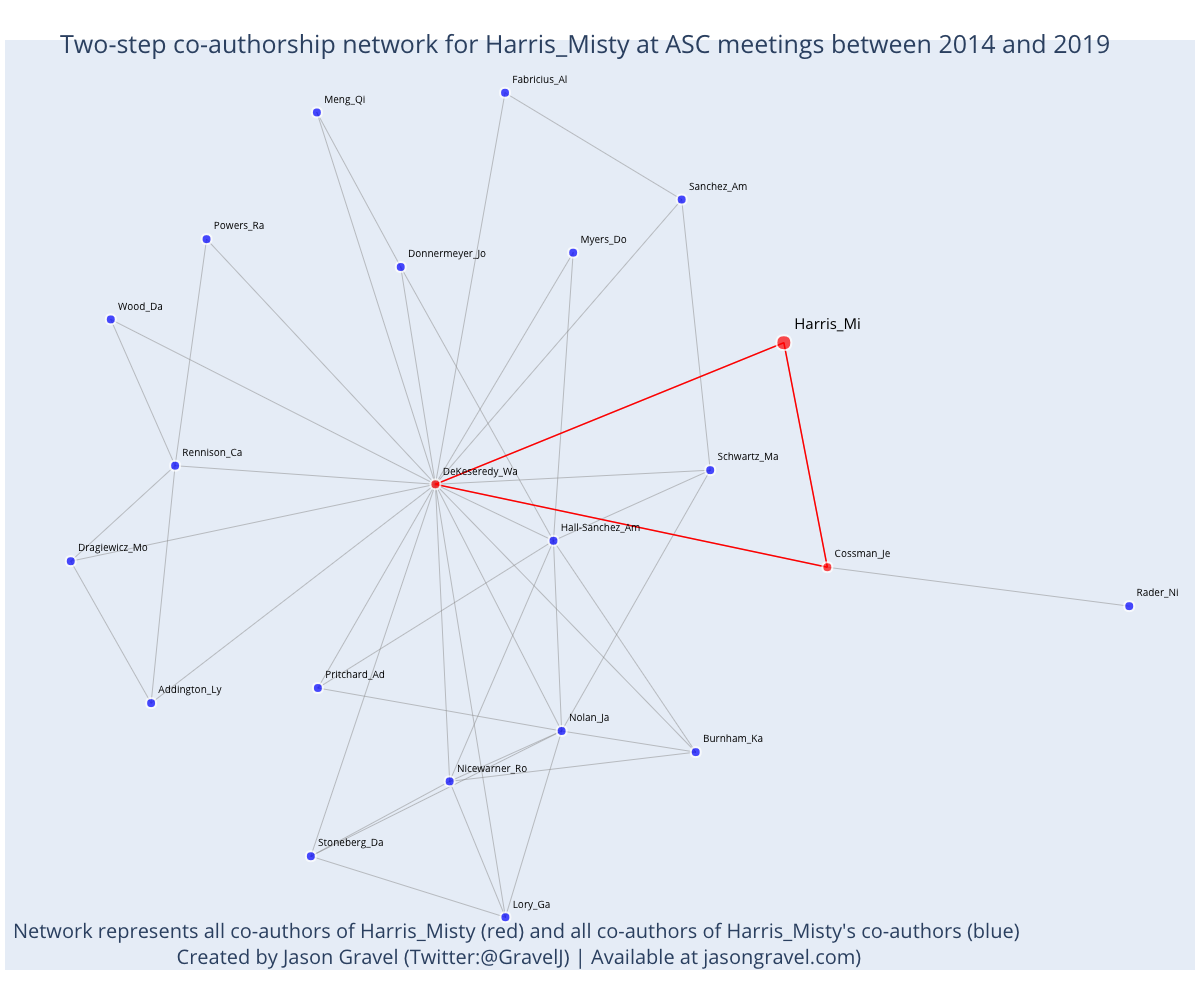 Two-step co-authorship network for Harris_Misty at ASC meetings between 2014 and 2019
Fabricius_Al
Meng_Qi
Sanchez_Am
Powers_Ra
Myers_Do
Donnermeyer_Jo
Wood_Da
Harris_Mi
Rennison_Ca
Schwartz_Ma
DeKeseredy_Wa
Hall-Sanchez_Am
Dragiewicz_Mo
Cossman_Je
Rader_Ni
Pritchard_Ad
Addington_Ly
Nolan_Ja
Burnham_Ka
Nicewarner_Ro
Stoneberg_Da
Lory_Ga
Network represents all co-authors of Harris_Misty (red) and all co-authors of Harris_Misty's co-authors (blue)
Created by Jason Gravel (Twitter:@GravelJ) | Available at jasongravel.com)